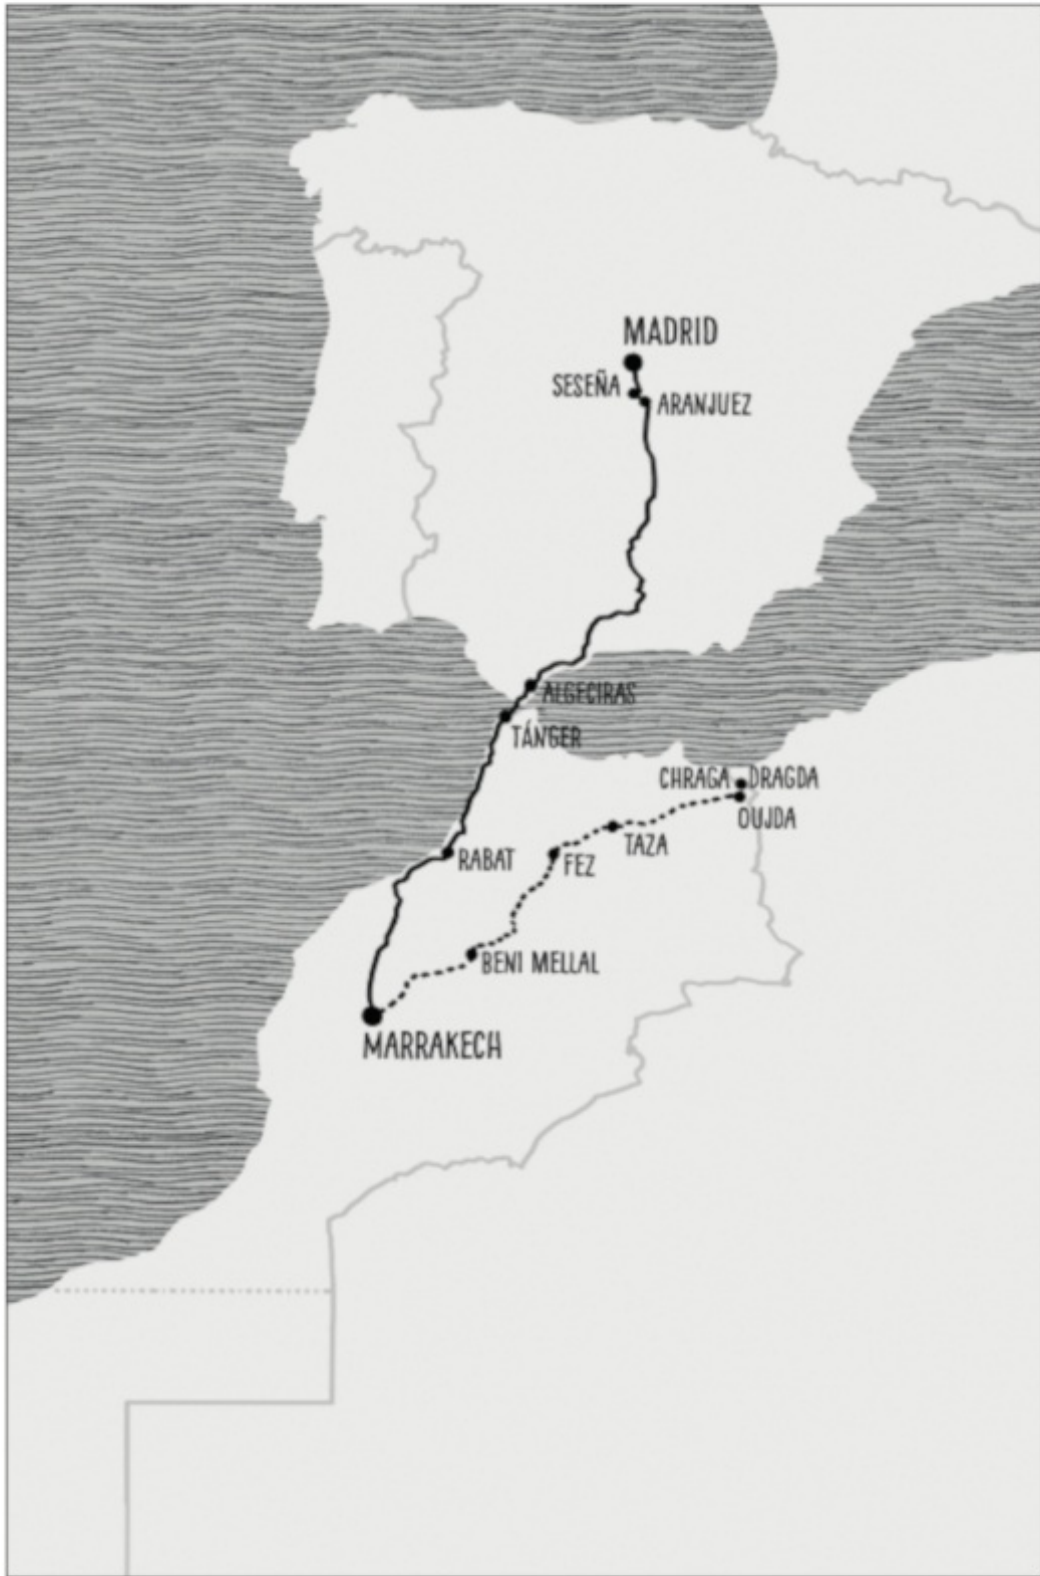 MADRID
SESEÑA
ARANJUEZ
ALGECIRAS
TÁNGER
CHRAGA DRAGDA
OUJDA
TAZA
RABAT
FEZ
BENI MELLAL
MARRAKECH